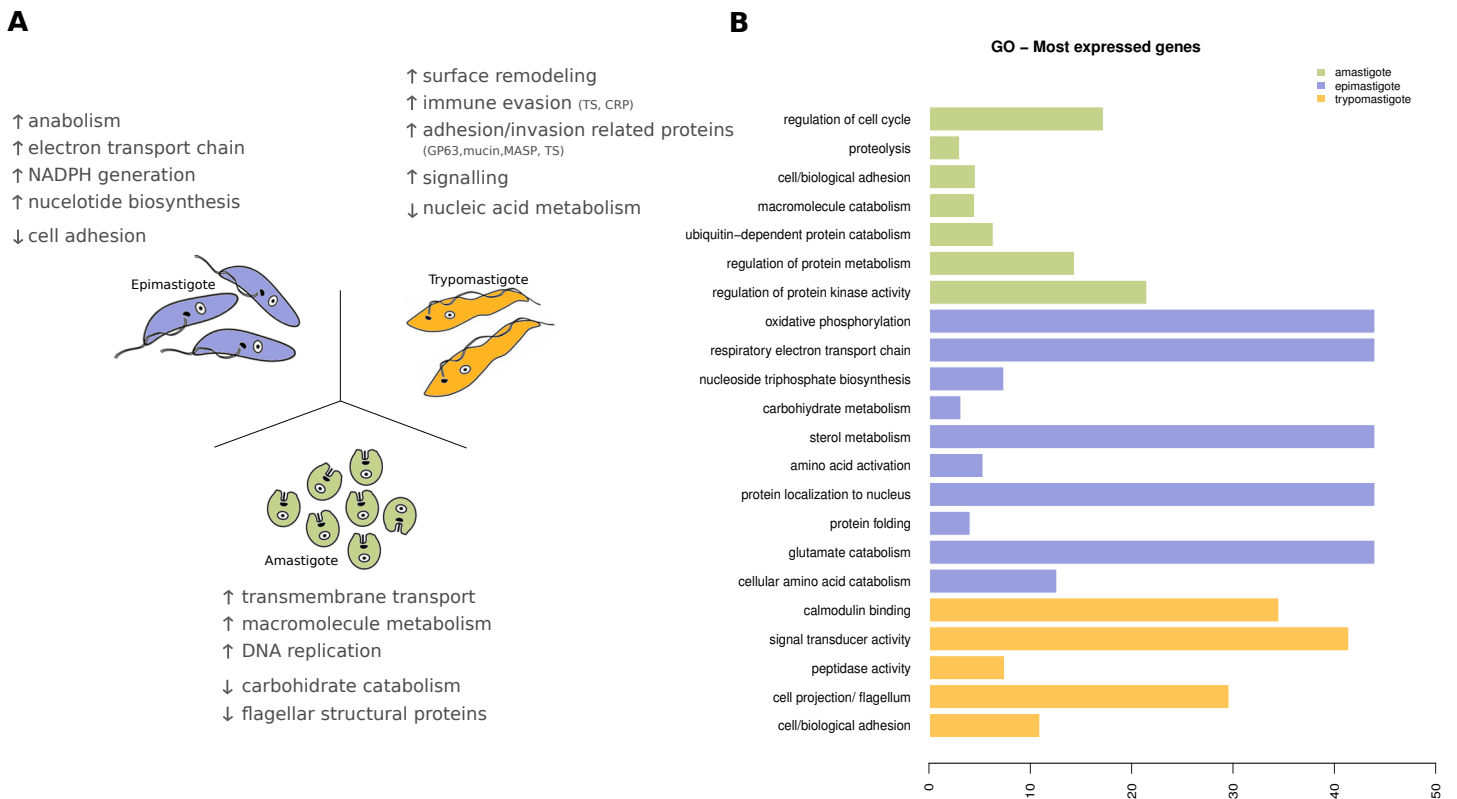 A
↑ anabolism
↑ electron transport chain
↑ NADPH generation
↑ nucelotide biosynthesis
↓ cell adhesion
↑ surface remodeling
↑ immune evasion (TS, CRP)
↑ adhesion/invasion related proteins
(GP63,mucin,MASP, TS)
↑ signalling
↓ nucleic acid metabolism
Epimastigote
Trypomastigote
Amastigote
↑ transmembrane transport
↑ macromolecule metabolism
↑ DNA replication
↓ carbohidrate catabolism
↓ flagellar structural proteins
B
GO – Most expressed genes
amastigote
epimastigote
trypomastigote
regulation of cell cycle
proteolysis
cell/biological adhesion
macromolecule catabolism
ubiquitin–dependent protein catabolism
regulation of protein metabolism
regulation of protein kinase activity
oxidative phosphorylation
respiratory electron transport chain
nucleoside triphosphate biosynthesis
carbohiydrate metabolism
sterol metabolism
amino acid activation
protein localization to nucleus
protein folding
glutamate catabolism
cellular amino acid catabolism
calmodulin binding
signal transducer activity
peptidase activity
cell projection/ flagellum
cell/biological adhesion
0
10
20
30
40
50